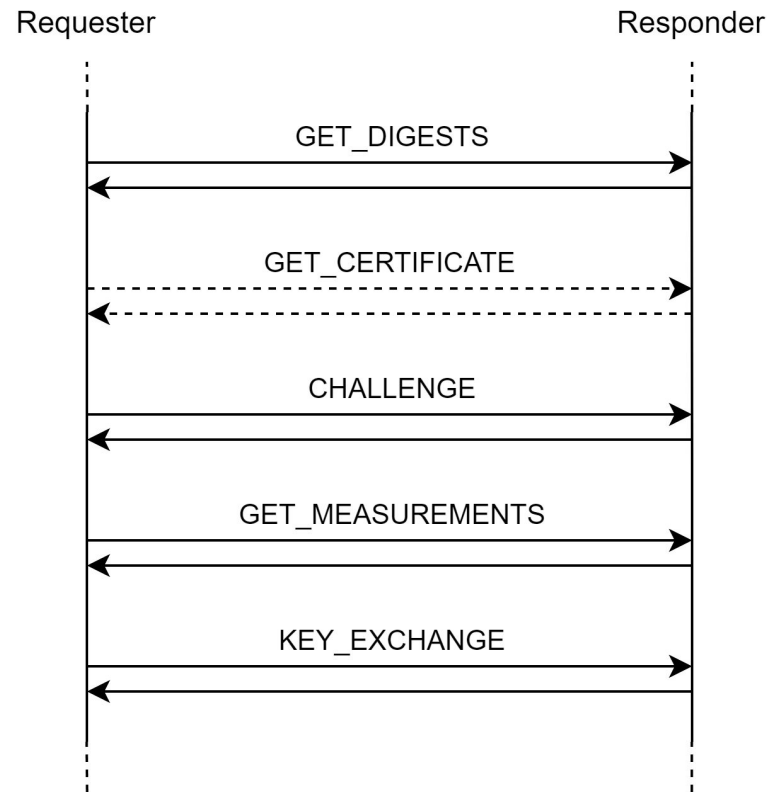 Requester
Responder
GET_DIGESTS
GET_CERTIFICATE
CHALLENGE
GET_MEASUREMENTS
KEY_EXCHANGE